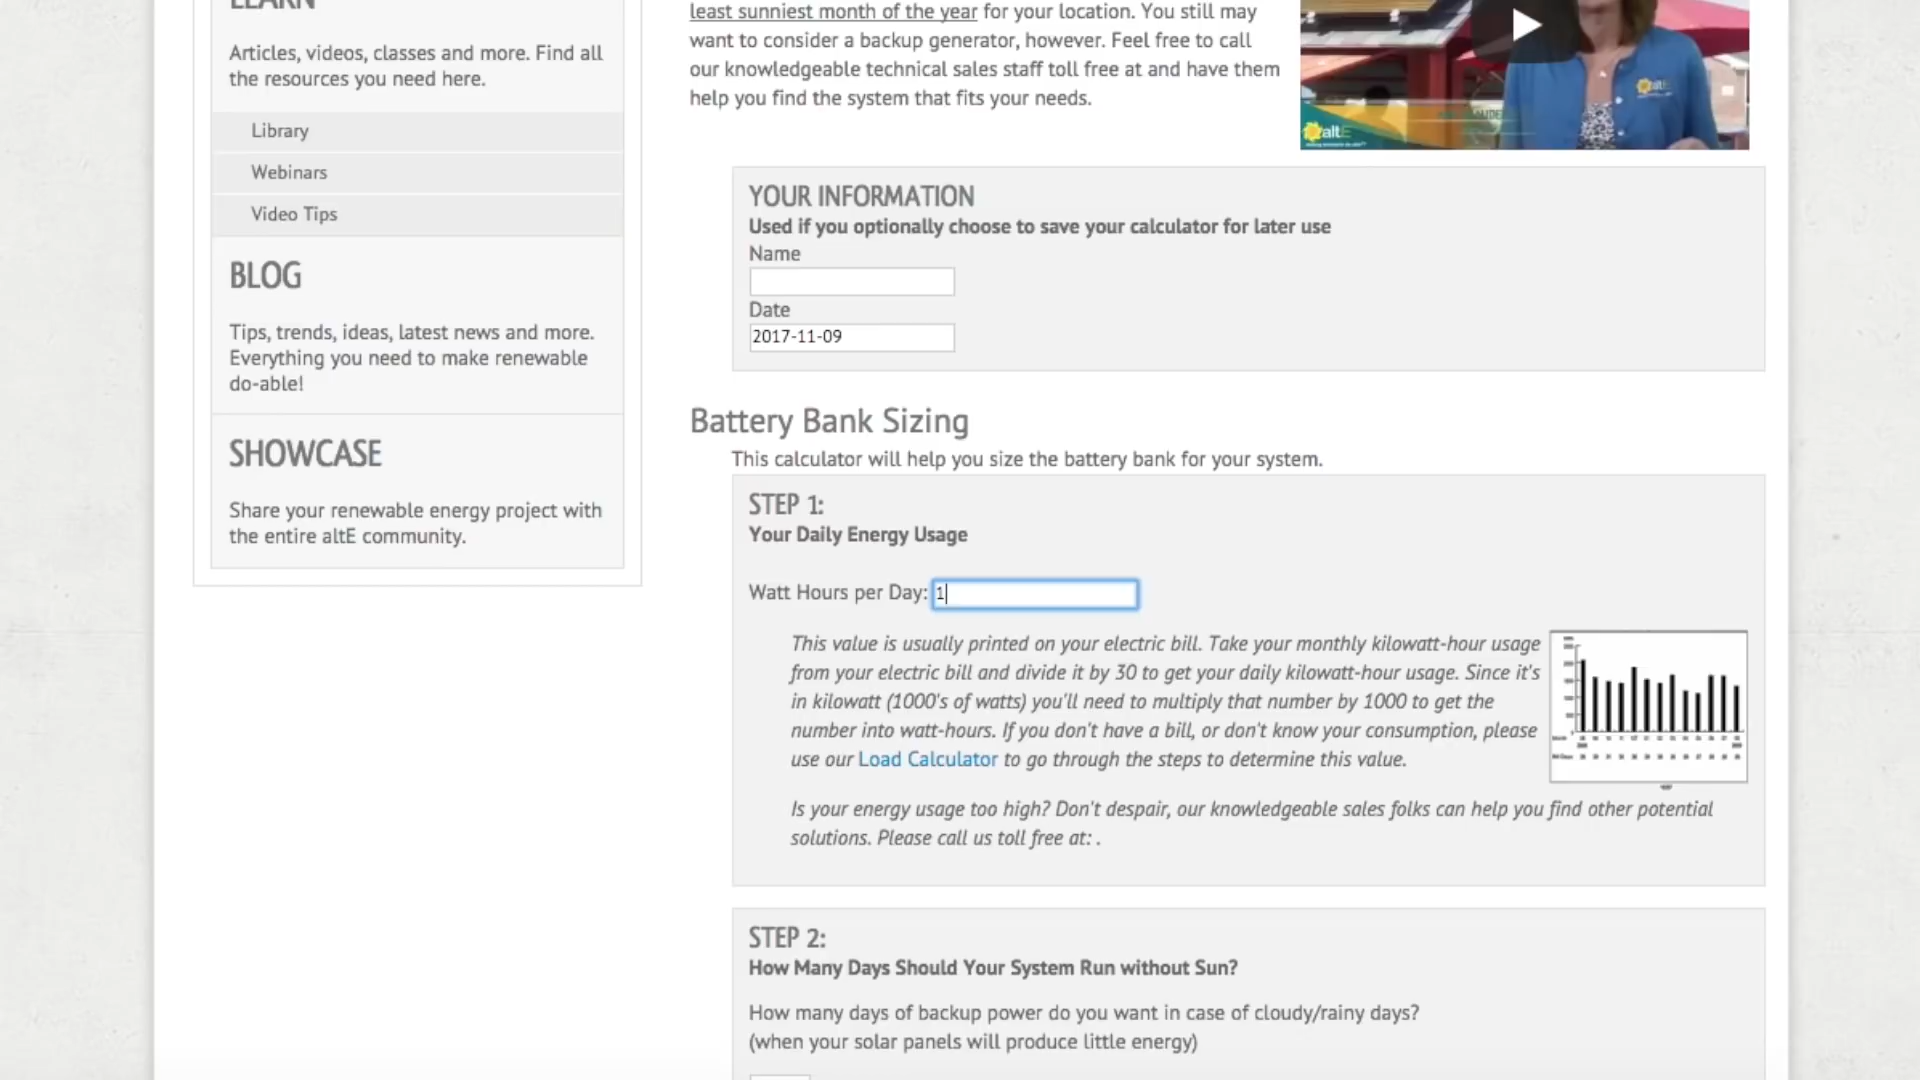 LEARN
Articles, videos, classes and more. Find all
the resources you need here.
Library
Webinars
Video Tips
BLOG
Tips, trends, ideas, latest news and more.
Everything you need to make renewable
do-able!
SHOWCASE
Share your renewable energy project with
the entire altE community.
least sunniest month of the year for your location. You still may
want to consider a backup generator, however. Feel free to call
our knowledgeable technical sales staff toll free at and have them
help you find the system that fits your needs.
altE
altE
YOUR INFORMATION
Used if you optionally choose to save your calculator for later use
Name
Date
2017-11-09
Battery Bank Sizing
This calculator will help you size the battery bank for your system.
STEP 1:
Your Daily Energy Usage
Watt Hours per Day: 1
This value is usually printed on your electric bill. Take your monthly kilowatt-hour usage
from your electric bill and divide it by 30 to get your daily kilowatt-hour usage. Since it's
in kilowatt (1000's of watts) you'll need to multiply that number by 1000 to get the
number into watt-hours. If you don't have a bill, or don't know your consumption, please
use our Load Calculator to go through the steps to determine this value.
Is your energy usage too high? Don't despair, our knowledgeable sales folks can help you find other potential
solutions. Please call us toll free at: .
STEP 2:
How Many Days Should Your System Run without Sun?
How many days of backup power do you want in case of cloudy/rainy days?
(when your solar panels will produce little energy)